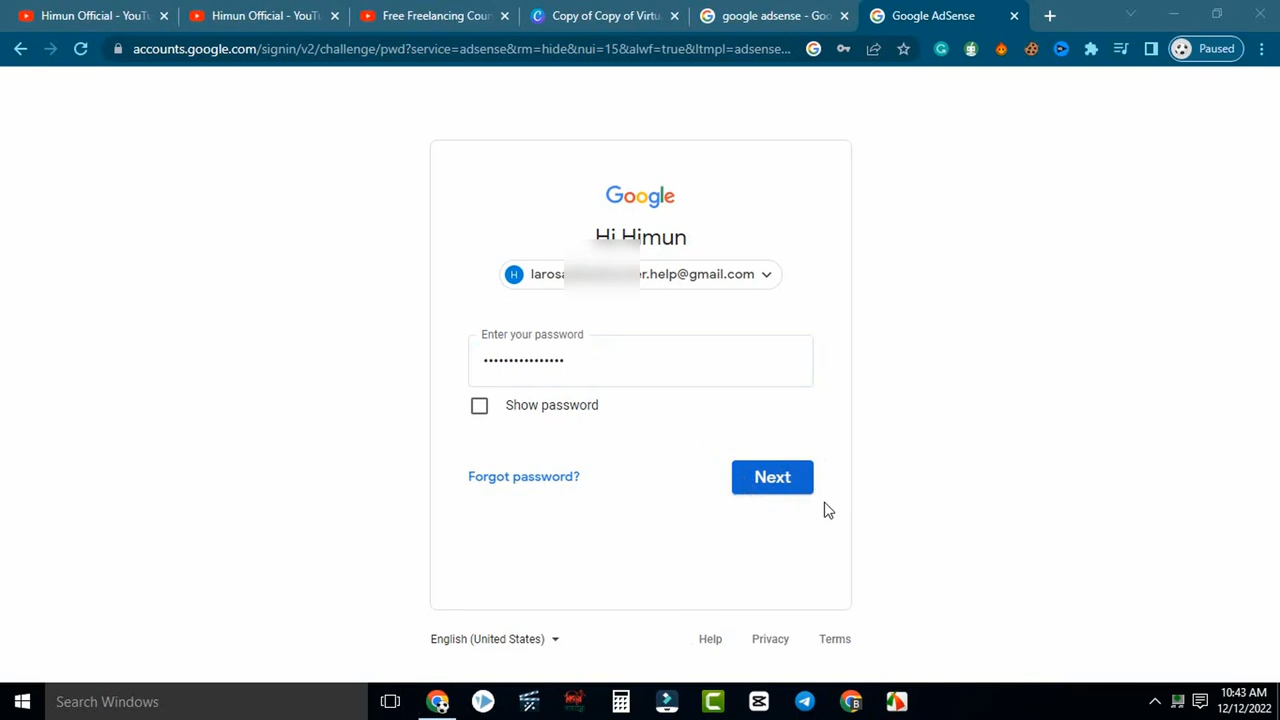 Himun Official - YouTu
Himun Official - YouTu
Free Freelancing Cour
Copy of Copy of Virtu
google adsense - Goo
Google AdSense
accounts.google.com/signin/v2/challenge/pwd?service=adsense&rm=hide&nui=15&alwf=true&ltmpl=adsense...
Paused
Google
Hi Himun
H
er.help@gmail.com
Enter your password
••••••••••••••••
Show password
Forgot password?
Next
English (United States)
Help
Privacy
Terms
Search Windows
10:43 AM
12/12/2022